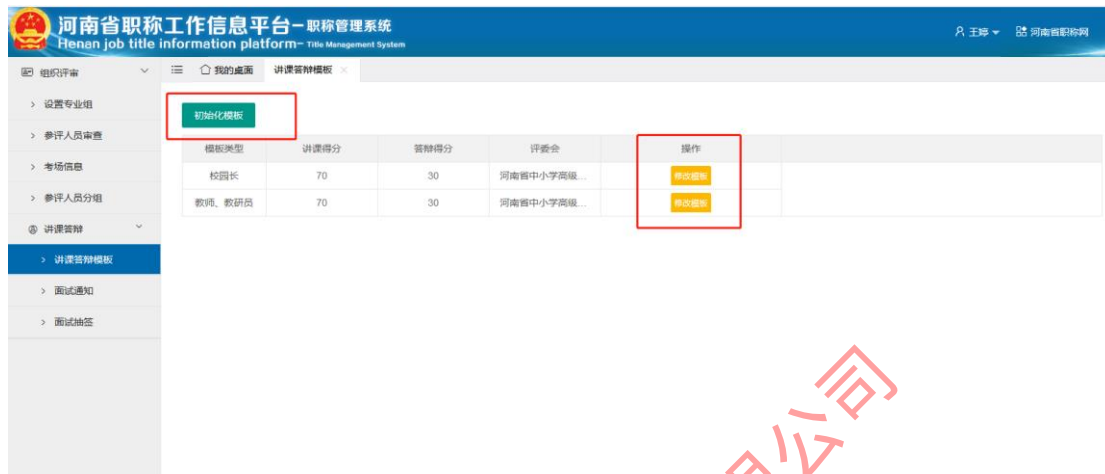 河南省职称工作信息平台-职称管理系统
Henan job title information platform- Title Management System
王婷 河南省职称网
组织评审
我的桌面 讲课答辩模板 ×
> 设置专业组
初始化模板
> 参评人员审查
模板类型 讲课得分 答辩得分 评委会 操作
> 考场信息
校园长 70 30 河南省中小学高级... 修改模板
> 参评人员分组
教师、教研员 70 30 河南省中小学高级... 修改模板
讲课答辩
> 讲课答辩模板
> 面试通知
> 面试抽签
公司